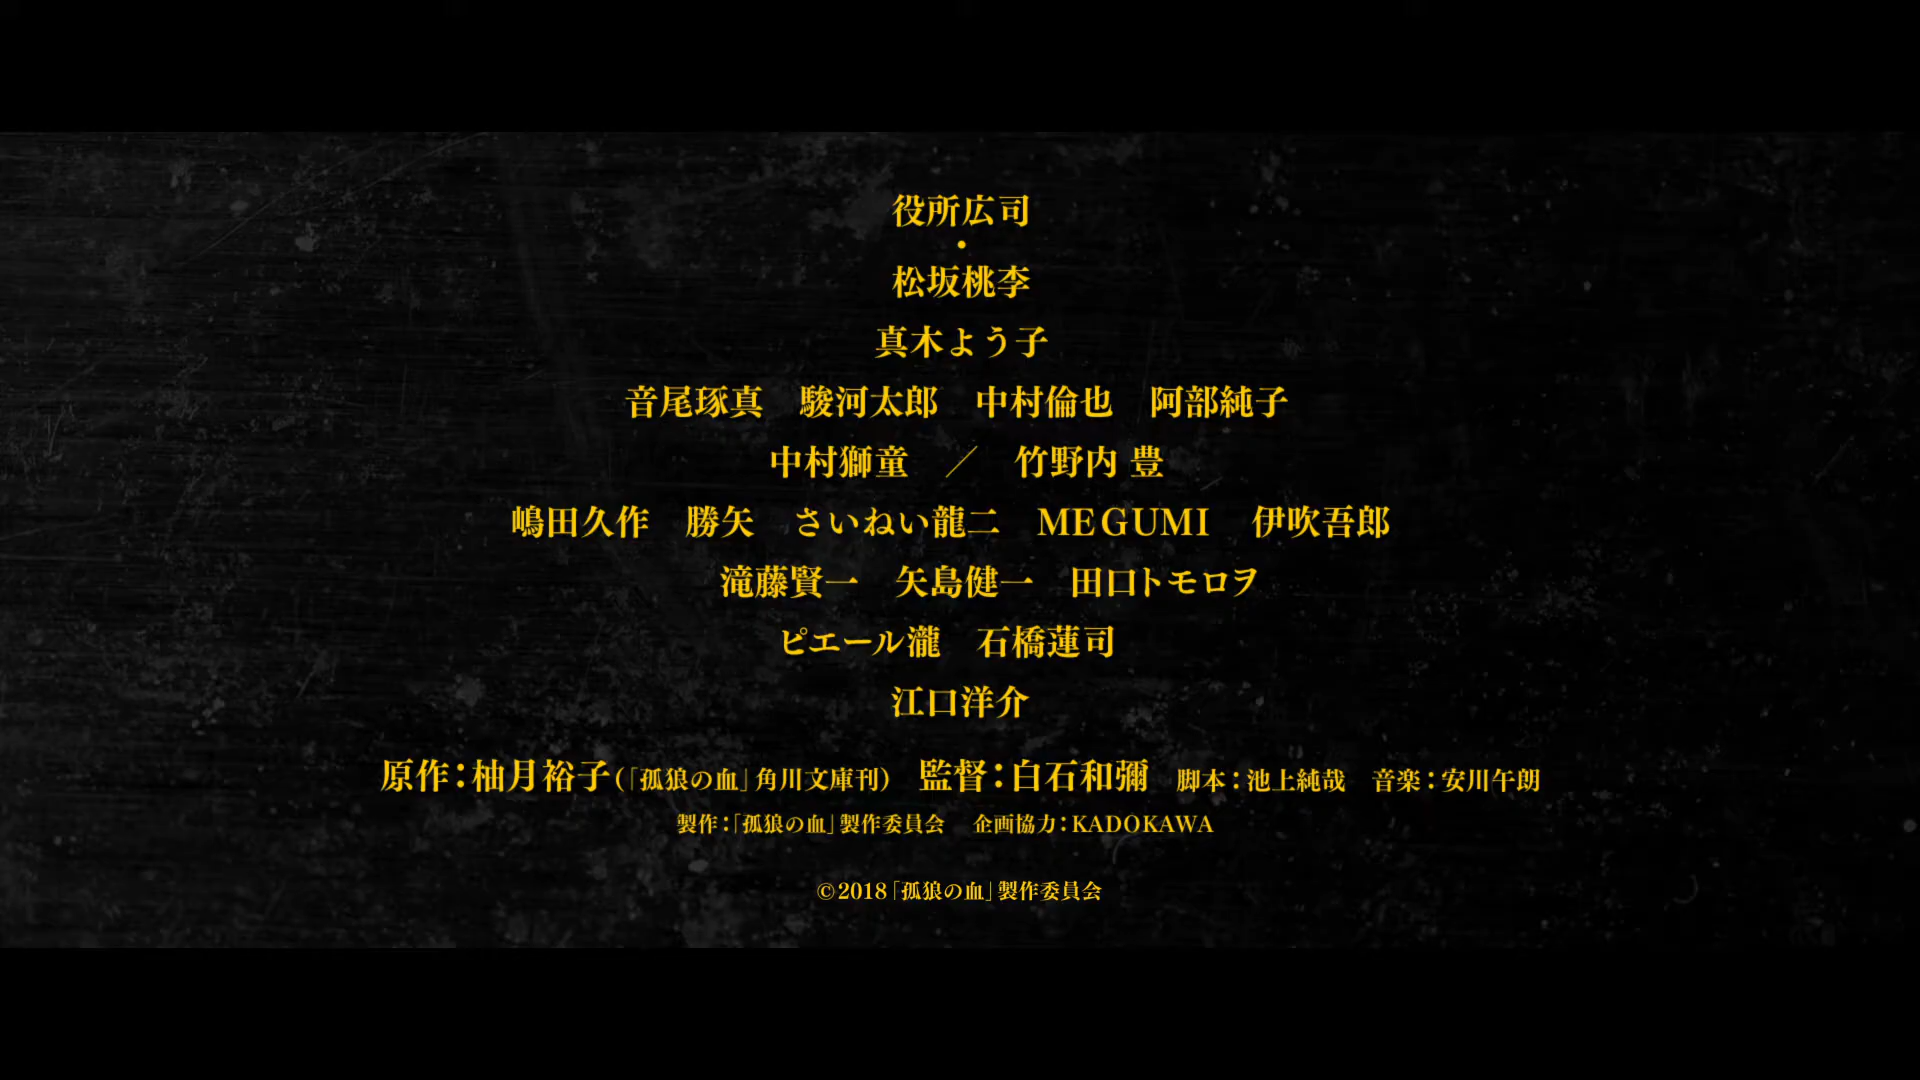 役所広司
・
松坂桃李
真木よう子
音尾琢真　駿河太郎　中村倫也　阿部純子
中村獅童　／　竹野内 豊
嶋田久作　勝矢　さいねい龍二　MEGUMI　伊吹吾郎
滝藤賢一　矢島健一　田口トモロヲ
ピエール瀧　石橋蓮司
江口洋介
原作：柚月裕子（「孤狼の血」角川文庫刊）　監督：白石和彌　脚本：池上純哉　音楽：安川午朗
製作：「孤狼の血」製作委員会　企画協力：KADOKAWA
©2018「孤狼の血」製作委員会